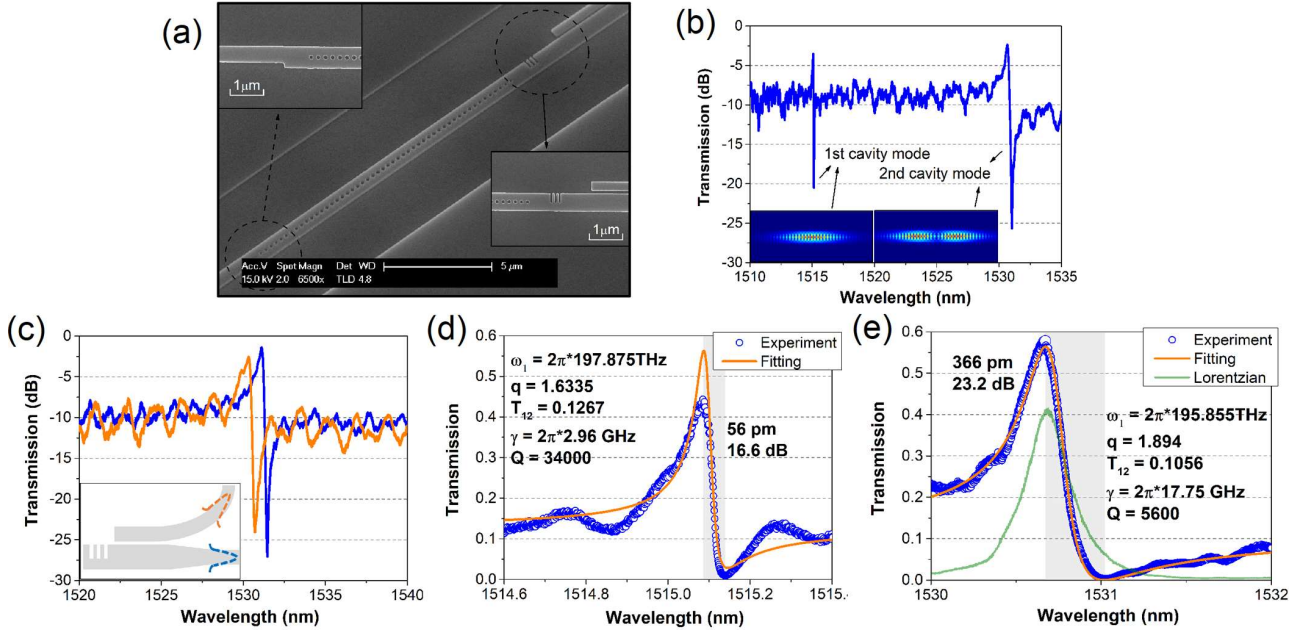 (a)
1μm
1μm
Acc.V Spot Magn Det WD
15.0 kV 2.0 6500x TLD 4.8
5 μm
(b)
Transmission (dB)
0
-5
-10
-15
-20
-25
-30
1st cavity mode
2nd cavity mode
1510 1515 1520 1525 1530 1535
Wavelength (nm)
(c)
Transmission (dB)
0
-5
-10
-15
-20
-25
-30
1520 1525 1530 1535 1540
Wavelength (nm)
(d)
Transmission
0.6
0.5
0.4
0.3
0.2
0.1
0.0
Experiment
Fitting
ω₁ = 2π*197.875THz
q = 1.6335
T₁₂ = 0.1267
γ = 2π*2.96 GHz
Q = 34000
56 pm
16.6 dB
1514.6 1514.8 1515.0 1515.2 1515.
Wavelength (nm)
(e)
Transmission
0.6
0.5
0.4
0.3
0.2
0.1
0.0
Experiment
Fitting
Lorentzian
366 pm
23.2 dB
ω₁ = 2π*195.855THz
q = 1.894
T₁₂ = 0.1056
γ = 2π*17.75 GHz
Q = 5600
1530 1531 1532
Wavelength (nm)